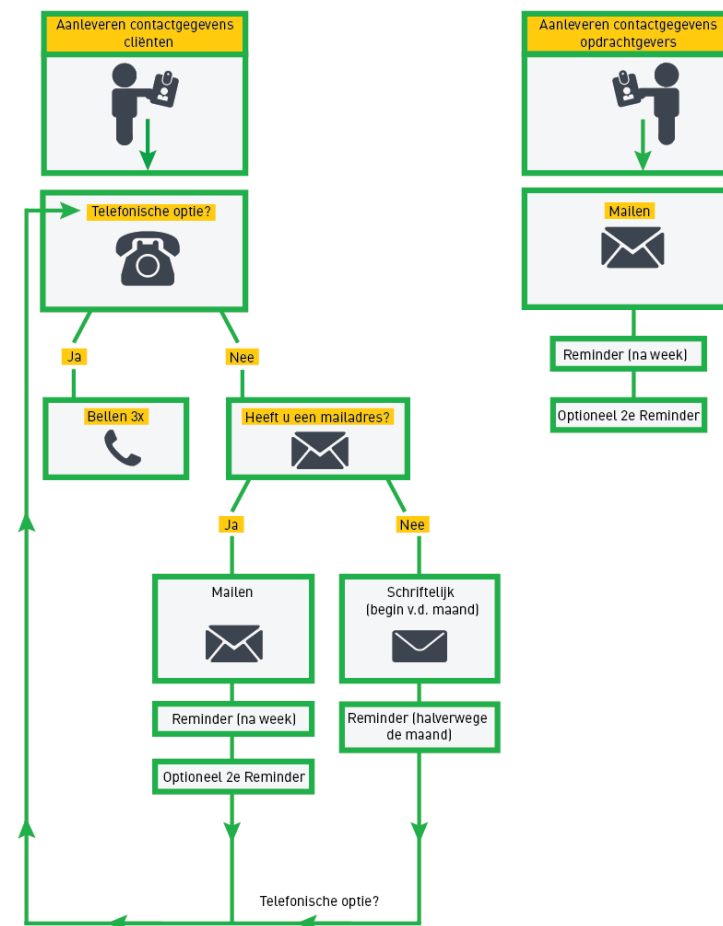 Aanleveren contactgegevens
cliënten
Aanleveren contactgegevens
opdrachtgevers
Telefonische optie?
Mailen
Ja
Nee
Reminder (na week)
Bellen 3x
Heeft u een mailadres?
Optioneel 2e Reminder
Ja
Nee
Mailen
Schriftelijk
(begin v.d. maand)
Reminder (na week)
Reminder (halverwege
de maand)
Optioneel 2e Reminder
Telefonische optie?